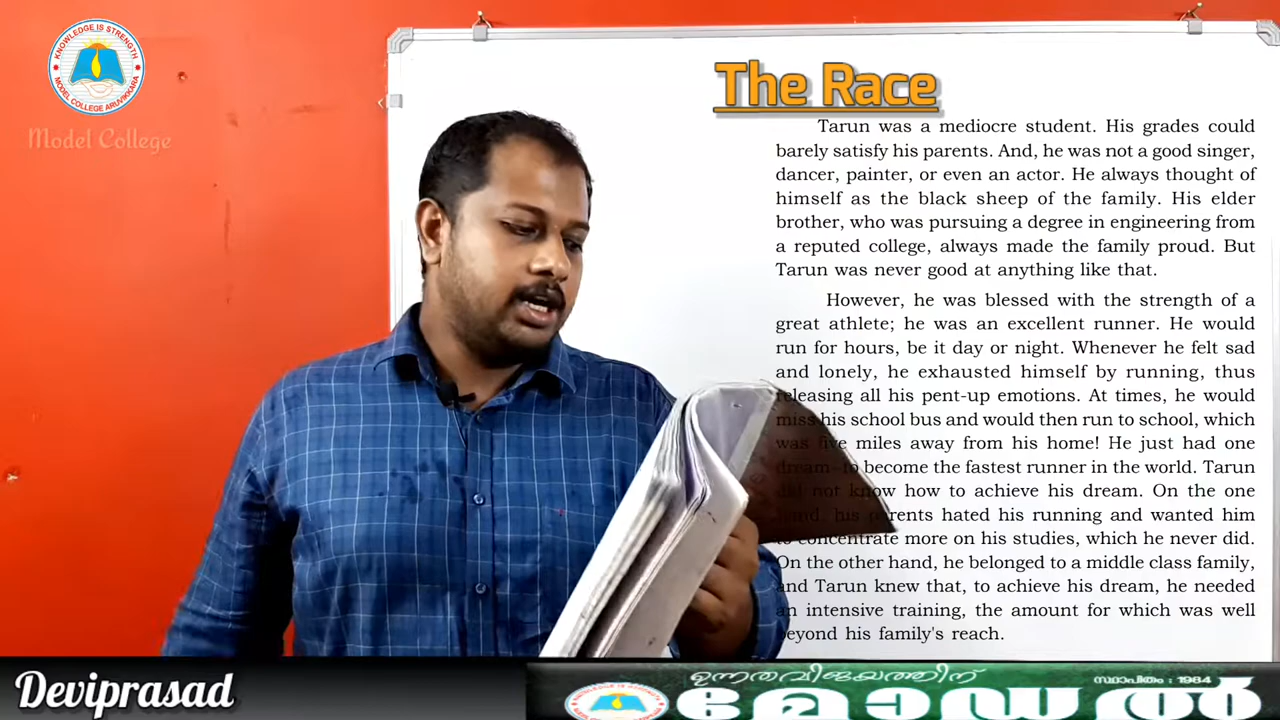 KNOWLEDGE IS STRENGTH
MODEL COLLEGE ARUVIKKARA
Model College
The Race
Tarun was a mediocre student. His grades could
barely satisfy his parents. And, he was not a good singer,
dancer, painter, or even an actor. He always thought of
himself as the black sheep of the family. His elder
brother, who was pursuing a degree in engineering from
a reputed college, always made the family proud. But
Tarun was never good at anything like that.
However, he was blessed with the strength of a
great athlete; he was an excellent runner. He would
run for hours, be it day or night. Whenever he felt sad
and lonely, he exhausted himself by running, thus
releasing all his pent-up emotions. At times, he would
miss his school bus and would then run to school, which
was five miles away from his home! He just had one
dream- to become the fastest runner in the world. Tarun
did not know how to achieve his dream. On the one
hand, his parents hated his running and wanted him
to concentrate more on his studies, which he never did.
On the other hand, he belonged to a middle class family,
and Tarun knew that, to achieve his dream, he needed
an intensive training, the amount for which was well
beyond his family's reach.
Deviprasad
ഉന്നതവിജയത്തിന്
സ്ഥാപിതം : 1984
മോഡൽ
KNOWLEDGE IS STRENGTH